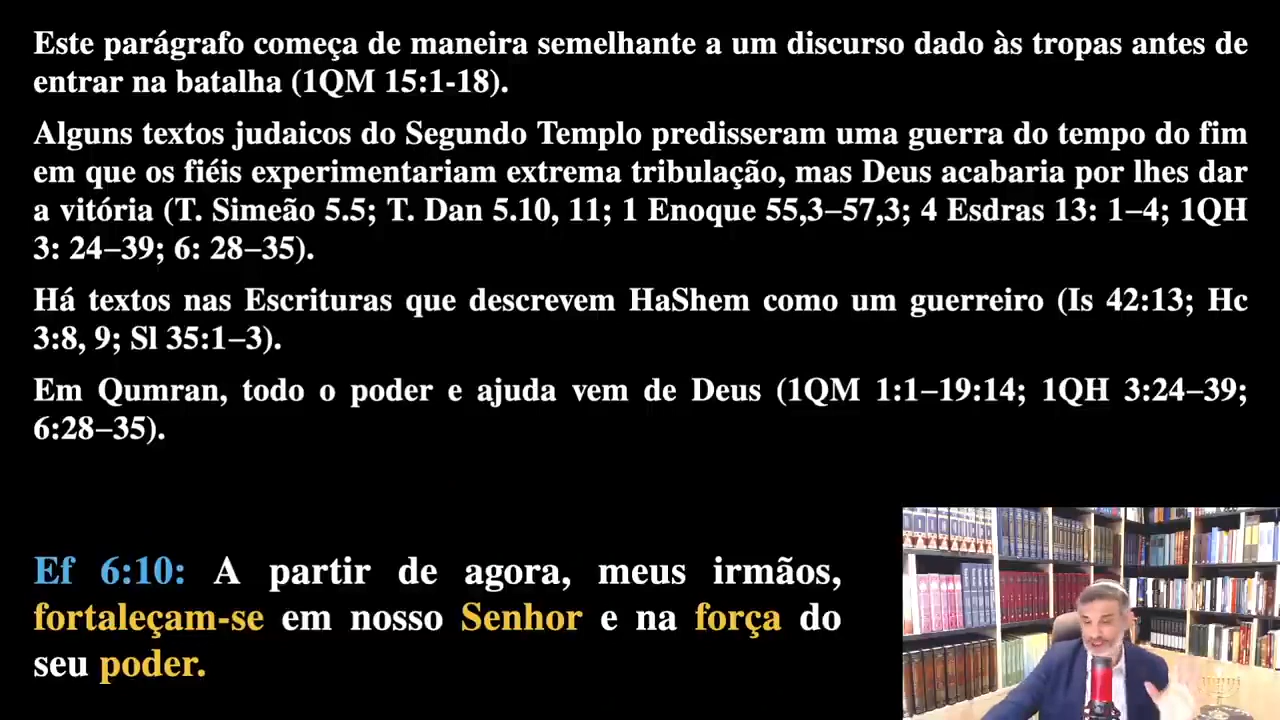 Este parágrafo começa de maneira semelhante a um discurso dado às tropas antes de
entrar na batalha (1QM 15:1-18).
Alguns textos judaicos do Segundo Templo predisseram uma guerra do tempo do fim
em que os fiéis experimentariam extrema tribulação, mas Deus acabaria por lhes dar
a vitória (T. Simeão 5.5; T. Dan 5.10, 11; 1 Enoque 55,3–57,3; 4 Esdras 13: 1–4; 1QH
3: 24–39; 6: 28–35).
Há textos nas Escrituras que descrevem HaShem como um guerreiro (Is 42:13; Hc
3:8, 9; Sl 35:1–3).
Em Qumran, todo o poder e ajuda vem de Deus (1QM 1:1–19:14; 1QH 3:24–39;
6:28–35).
Ef 6:10: A partir de agora, meus irmãos,
fortaleçam-se em nosso Senhor e na força do
seu poder.